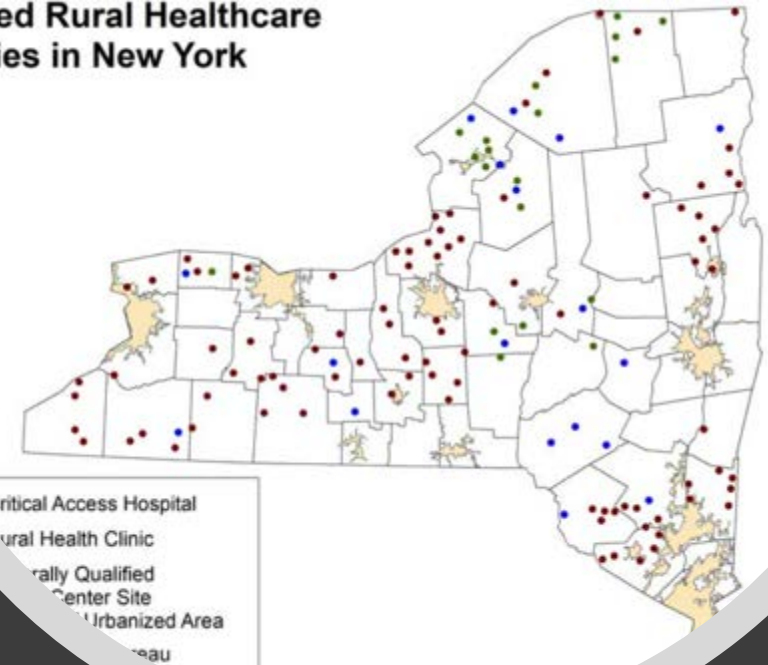 ed Rural Healthcare
ies in New York
ritical Access Hospital
ural Health Clinic
rally Qualified
Center Site
Urbanized Area
reau